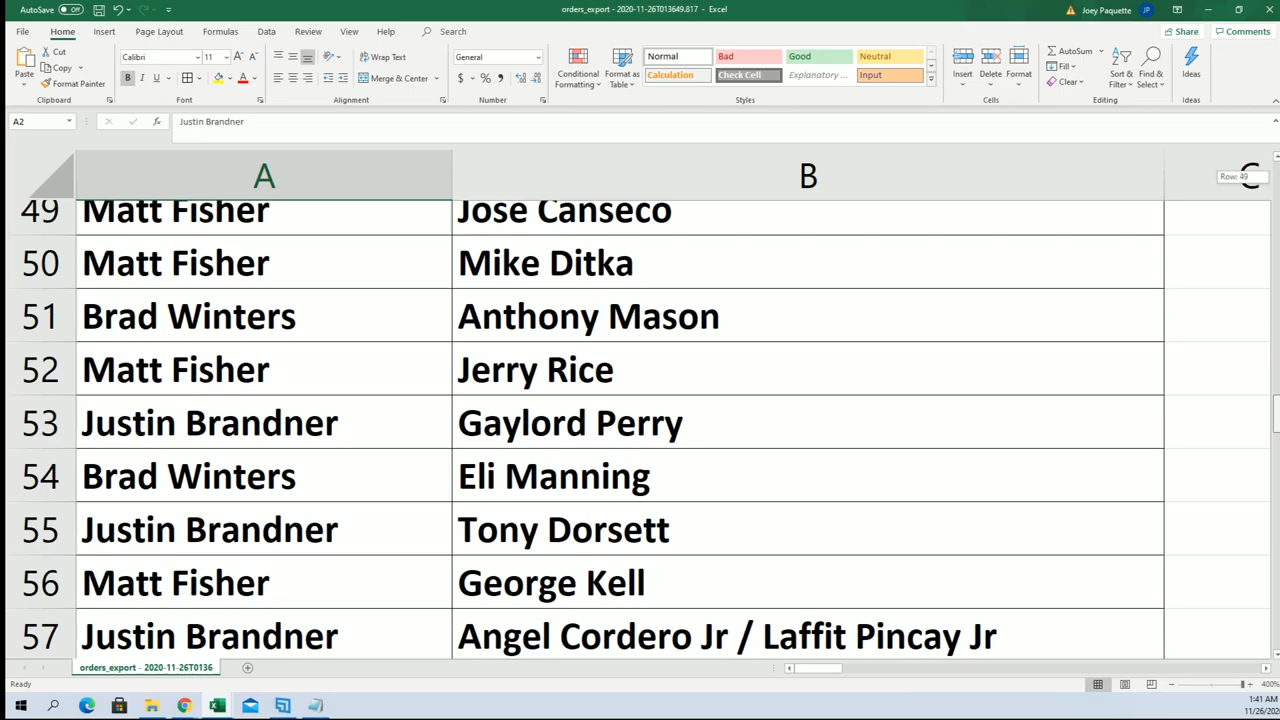 AutoSave Off
orders_export - 2020-11-26T013649.817 - Excel
Joey Paquette JP
File Home Insert Page Layout Formulas Data Review View Help Search
Share Comments
Paste
Cut
Copy
Format Painter
Clipboard
Calibri 11
B I U
Font
Wrap Text
Merge & Center
Alignment
General
$ % 9
Number
Conditional Formatting
Format as Table
Normal Bad Good Neutral
Calculation Check Cell Explanatory ... Input
Styles
Insert Delete Format
Cells
AutoSum
Fill
Clear
Sort & Filter
Find & Select
Editing
Ideas
Ideas
A2 fx Justin Brandner
A B C
Row: 49
49 Matt Fisher Jose Canseco
50 Matt Fisher Mike Ditka
51 Brad Winters Anthony Mason
52 Matt Fisher Jerry Rice
53 Justin Brandner Gaylord Perry
54 Brad Winters Eli Manning
55 Justin Brandner Tony Dorsett
56 Matt Fisher George Kell
57 Justin Brandner Angel Cordero Jr / Laffit Pincay Jr
orders_export - 2020-11-26T0136
Ready
400%
1:41 AM